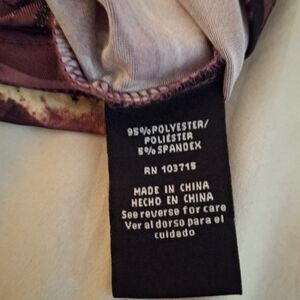 95% POLYESTER/
POLIÉSTER
5% SPANDEX
RN 103715
MADE IN CHINA
HECHO EN CHINA
See reverse for care
Ver al dorso para el
cuidado